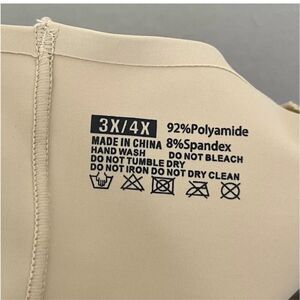 3X/4X 92%Polyamide
MADE IN CHINA 8%Spandex
HAND WASH DO NOT BLEACH
DO NOT TUMBLE DRY
DO NOT IRON DO NOT DRY CLEAN